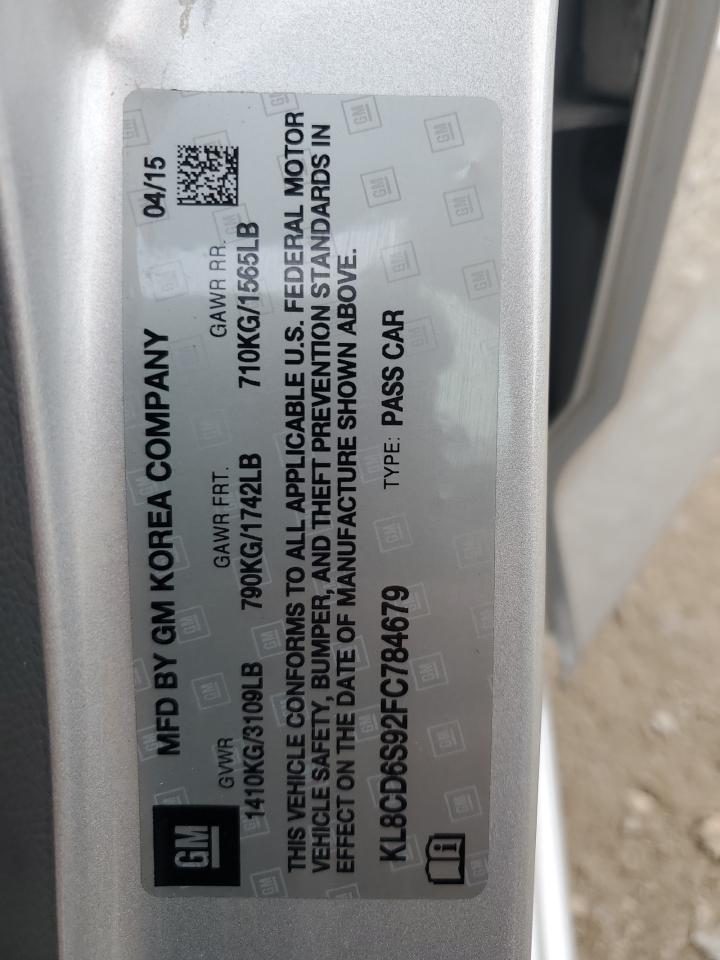 MFD BY GM KOREA COMPANY 04/15
GVWR GAWR FRT. GAWR RR.
1410KG/3109LB 790KG/1742LB 710KG/1565LB
THIS VEHICLE CONFORMS TO ALL APPLICABLE U.S. FEDERAL MOTOR
VEHICLE SAFETY, BUMPER, AND THEFT PREVENTION STANDARDS IN
EFFECT ON THE DATE OF MANUFACTURE SHOWN ABOVE.
KL8CD6S92FC784679 TYPE: PASS CAR
GM